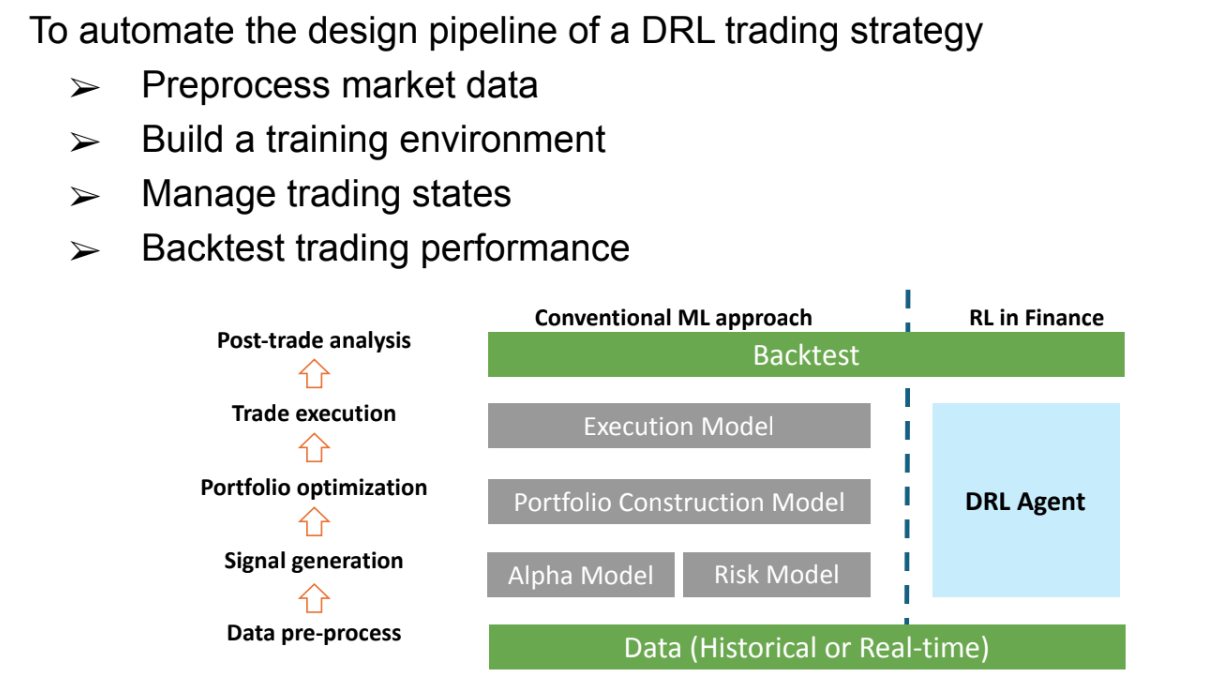 To automate the design pipeline of a DRL trading strategy
➢ Preprocess market data
➢ Build a training environment
➢ Manage trading states
➢ Backtest trading performance
Conventional ML approach
RL in Finance
Post-trade analysis
Backtest
Trade execution
Execution Model
Portfolio optimization
Portfolio Construction Model
DRL Agent
Signal generation
Alpha Model
Risk Model
Data pre-process
Data (Historical or Real-time)